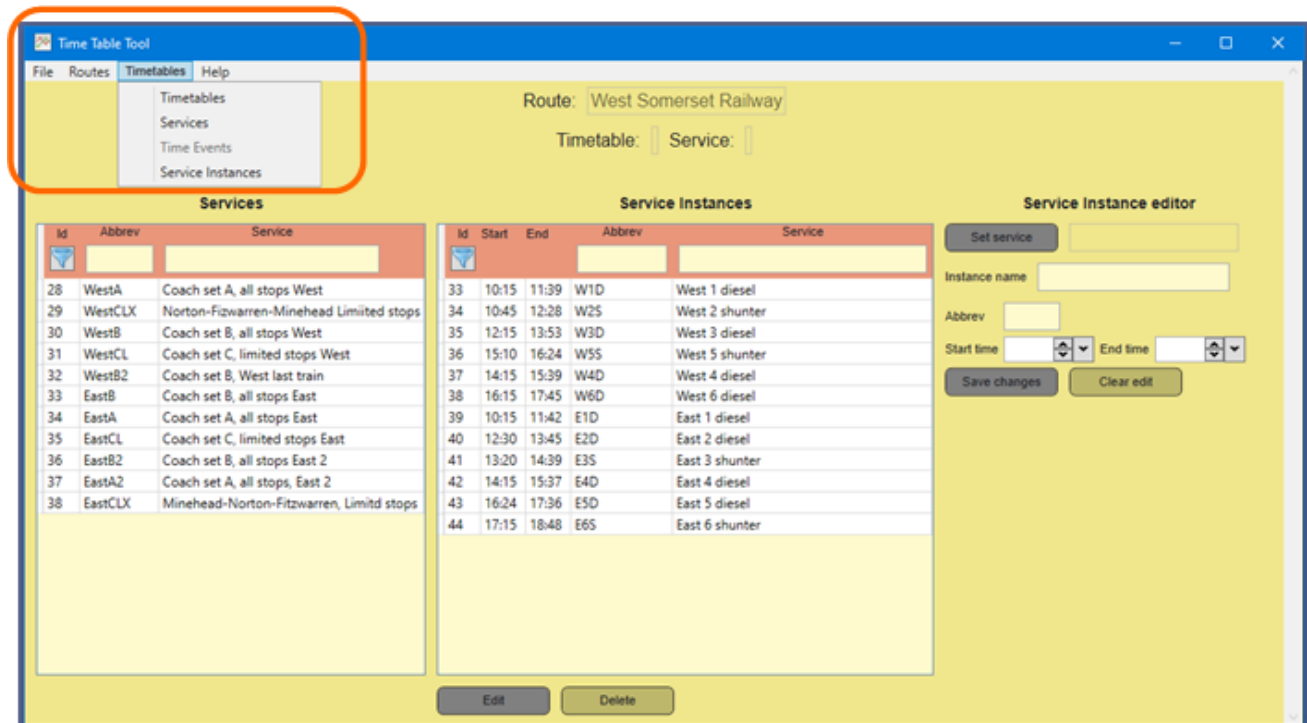 Time Table Tool
File Routes Timetables Help
Timetables
Services
Time Events
Service Instances
Route: West Somerset Railway
Timetable: Service:
Services
Id Abbrev Service
28 WestA Coach set A, all stops West
29 WestCLX Norton-Fizwarren-Minehead Limiited stops
30 WestB Coach set B, all stops West
31 WestCL Coach set C, limited stops West
32 WestB2 Coach set B, West last train
33 EastB Coach set B, all stops East
34 EastA Coach set A, all stops East
35 EastCL Coach set C, limited stops East
36 EastB2 Coach set B, all stops East 2
37 EastA2 Coach set A, all stops, East 2
38 EastCLX Minehead-Norton-Fitzwarren, Limitd stops
Service Instances
Id Start End Abbrev Service
33 10:15 11:39 W1D West 1 diesel
34 10:45 12:28 W2S West 2 shunter
35 12:15 13:53 W3D West 3 diesel
36 15:10 16:24 W5S West 5 shunter
37 14:15 15:39 W4D West 4 diesel
38 16:15 17:45 W6D West 6 diesel
39 10:15 11:42 E1D East 1 diesel
40 12:30 13:45 E2D East 2 diesel
41 13:20 14:39 E3S East 3 shunter
42 14:15 15:37 E4D East 4 diesel
43 16:24 17:36 E5D East 5 diesel
44 17:15 18:48 E6S East 6 shunter
Edit Delete
Service Instance editor
Set service
Instance name
Abbrev
Start time End time
Save changes Clear edit